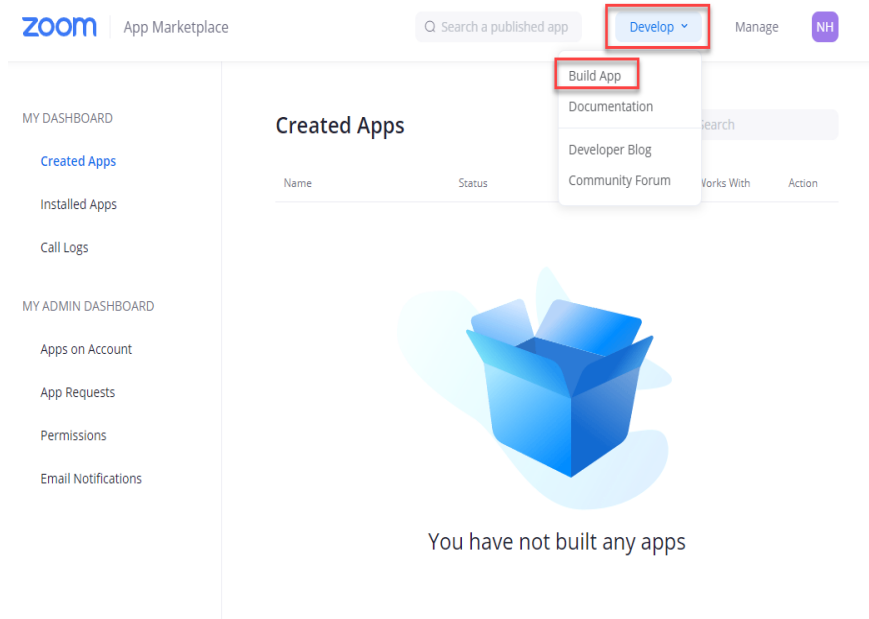 zoom App Marketplace Search a published app Develop Manage NH
Build App
Documentation
Developer Blog
Community Forum
MY DASHBOARD
Created Apps
Installed Apps
Call Logs
MY ADMIN DASHBOARD
Apps on Account
App Requests
Permissions
Email Notifications
Created Apps
Search
Name Status Works With Action
You have not built any apps